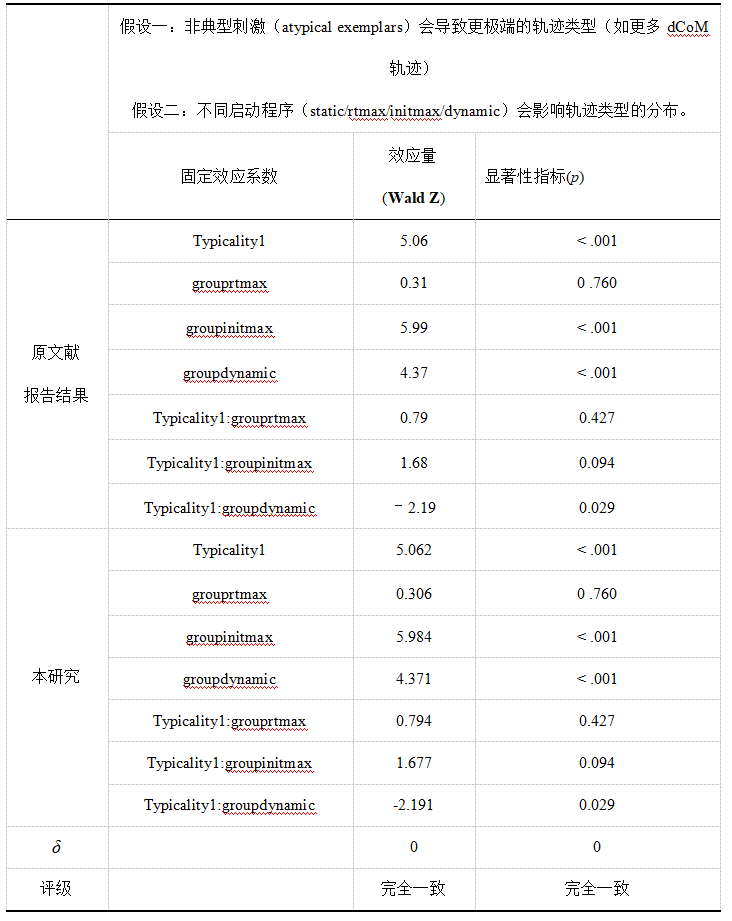 假设一：非典型刺激（atypical exemplars）会导致更极端的轨迹类型（如更多 dCoM
轨迹）
假设二：不同启动程序（static/rtmax/initmax/dynamic）会影响轨迹类型的分布。
固定效应系数 效应量 显著性指标(p)
(Wald Z)
原文献
报告结果
Typicality1 5.06 < .001
grouprtmax 0.31 0 .760
groupinitmax 5.99 < .001
groupdynamic 4.37 < .001
Typicality1:grouprtmax 0.79 0.427
Typicality1:groupinitmax 1.68 0.094
Typicality1:groupdynamic − 2.19 0.029
本研究
Typicality1 5.062 < .001
grouprtmax 0.306 0 .760
groupinitmax 5.984 < .001
groupdynamic 4.371 < .001
Typicality1:grouprtmax 0.794 0.427
Typicality1:groupinitmax 1.677 0.094
Typicality1:groupdynamic -2.191 0.029
δ 0 0
评级 完全一致 完全一致